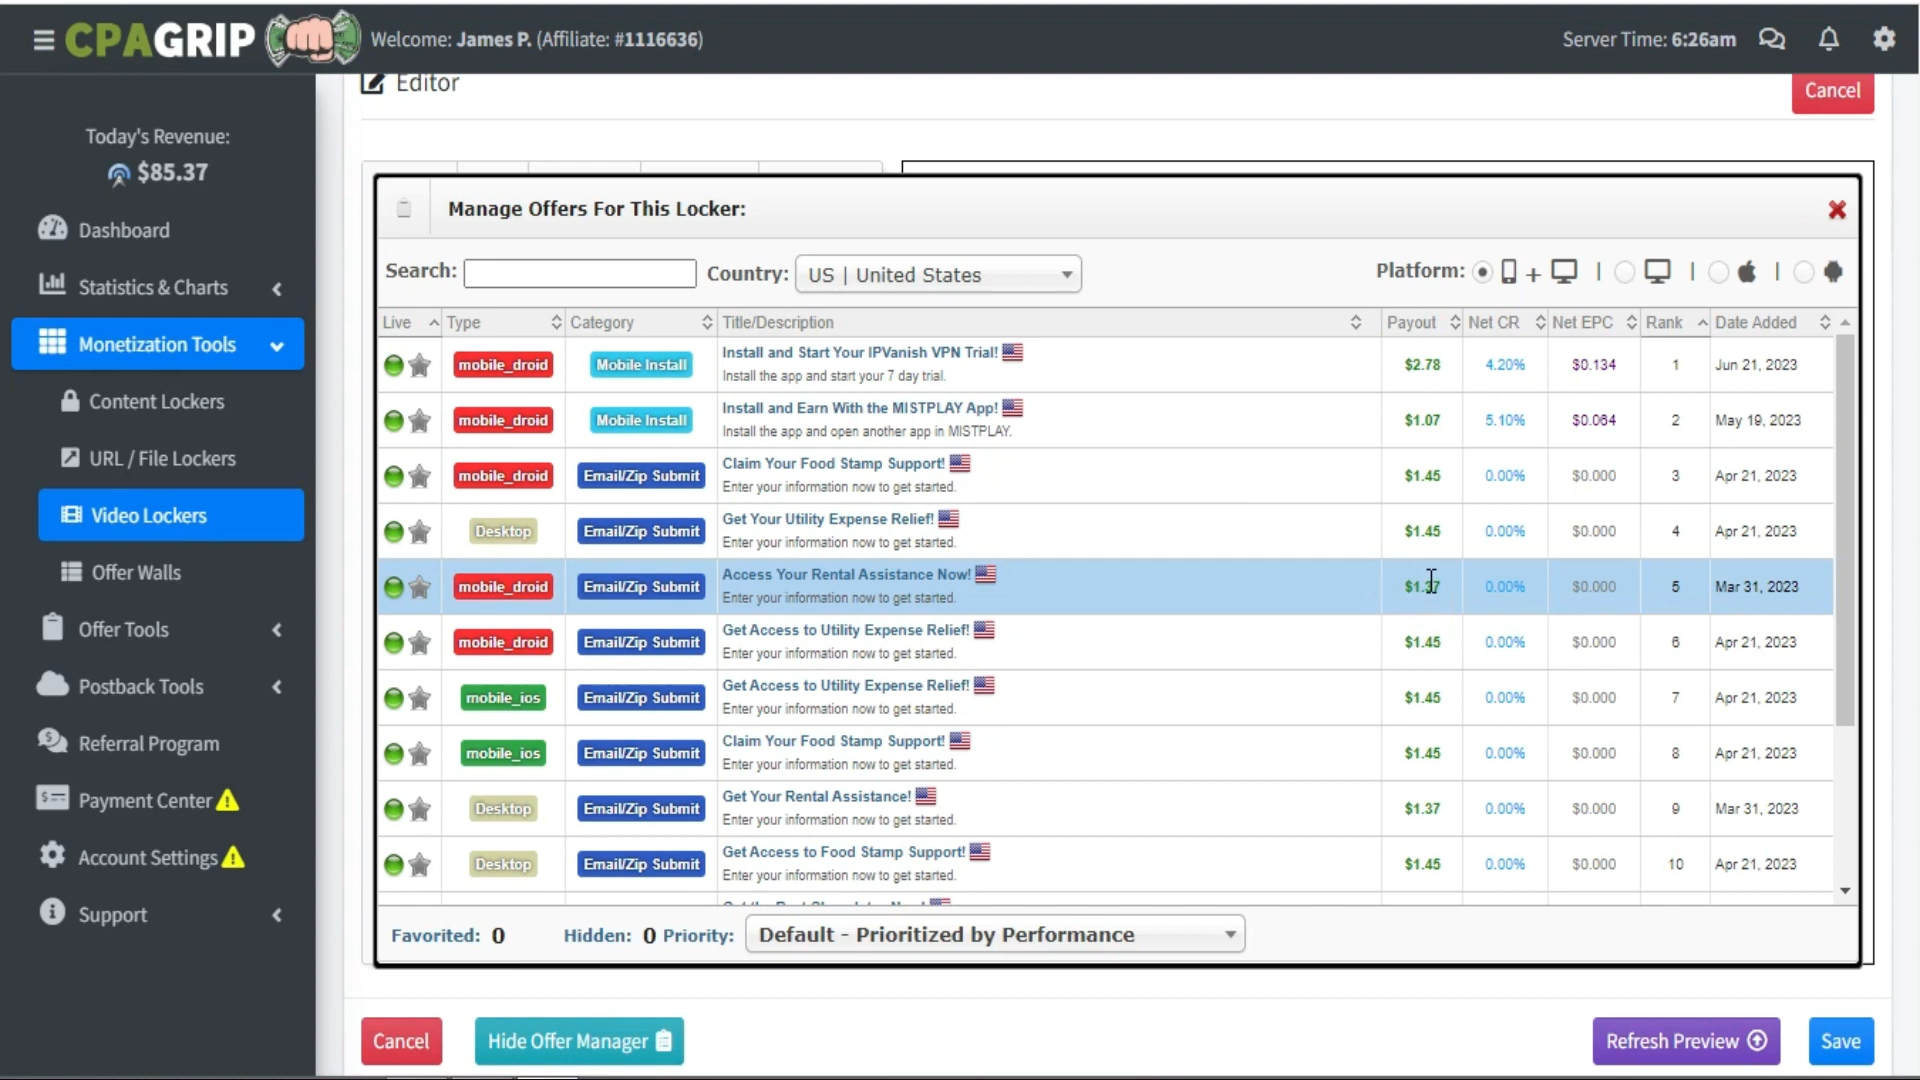 CPAGRIP
Welcome: James P. (Affiliate: #1116636)
Server Time: 6:26am
Today's Revenue:
$85.37
Dashboard
Statistics & Charts
Monetization Tools
Content Lockers
URL / File Lockers
Video Lockers
Offer Walls
Offer Tools
Postback Tools
Referral Program
Payment Center
Account Settings
Support
Editor
Cancel
Manage Offers For This Locker:
Search:
Country: US | United States
Platform: + | | |
Live Type Category Title/Description Payout Net CR Net EPC Rank Date Added
mobile_droid Mobile Install Install and Start Your IPVanish VPN Trial! $2.78 4.20% $0.134 1 Jun 21, 2023
Install the app and start your 7 day trial.
mobile_droid Mobile Install Install and Earn With the MISTPLAY App! $1.07 5.10% $0.064 2 May 19, 2023
Install the app and open another app in MISTPLAY.
mobile_droid Email/Zip Submit Claim Your Food Stamp Support! $1.45 0.00% $0.000 3 Apr 21, 2023
Enter your information now to get started.
Desktop Email/Zip Submit Get Your Utility Expense Relief! $1.45 0.00% $0.000 4 Apr 21, 2023
Enter your information now to get started.
mobile_droid Email/Zip Submit Access Your Rental Assistance Now! $1.37 0.00% $0.000 5 Mar 31, 2023
Enter your information now to get started.
mobile_droid Email/Zip Submit Get Access to Utility Expense Relief! $1.45 0.00% $0.000 6 Apr 21, 2023
Enter your information now to get started.
mobile_ios Email/Zip Submit Get Access to Utility Expense Relief! $1.45 0.00% $0.000 7 Apr 21, 2023
Enter your information now to get started.
mobile_ios Email/Zip Submit Claim Your Food Stamp Support! $1.45 0.00% $0.000 8 Apr 21, 2023
Enter your information now to get started.
Desktop Email/Zip Submit Get Your Rental Assistance! $1.37 0.00% $0.000 9 Mar 31, 2023
Enter your information now to get started.
Desktop Email/Zip Submit Get Access to Food Stamp Support! $1.45 0.00% $0.000 10 Apr 21, 2023
Enter your information now to get started.
Favorited: 0 Hidden: 0 Priority: Default - Prioritized by Performance
Cancel
Hide Offer Manager
Refresh Preview
Save